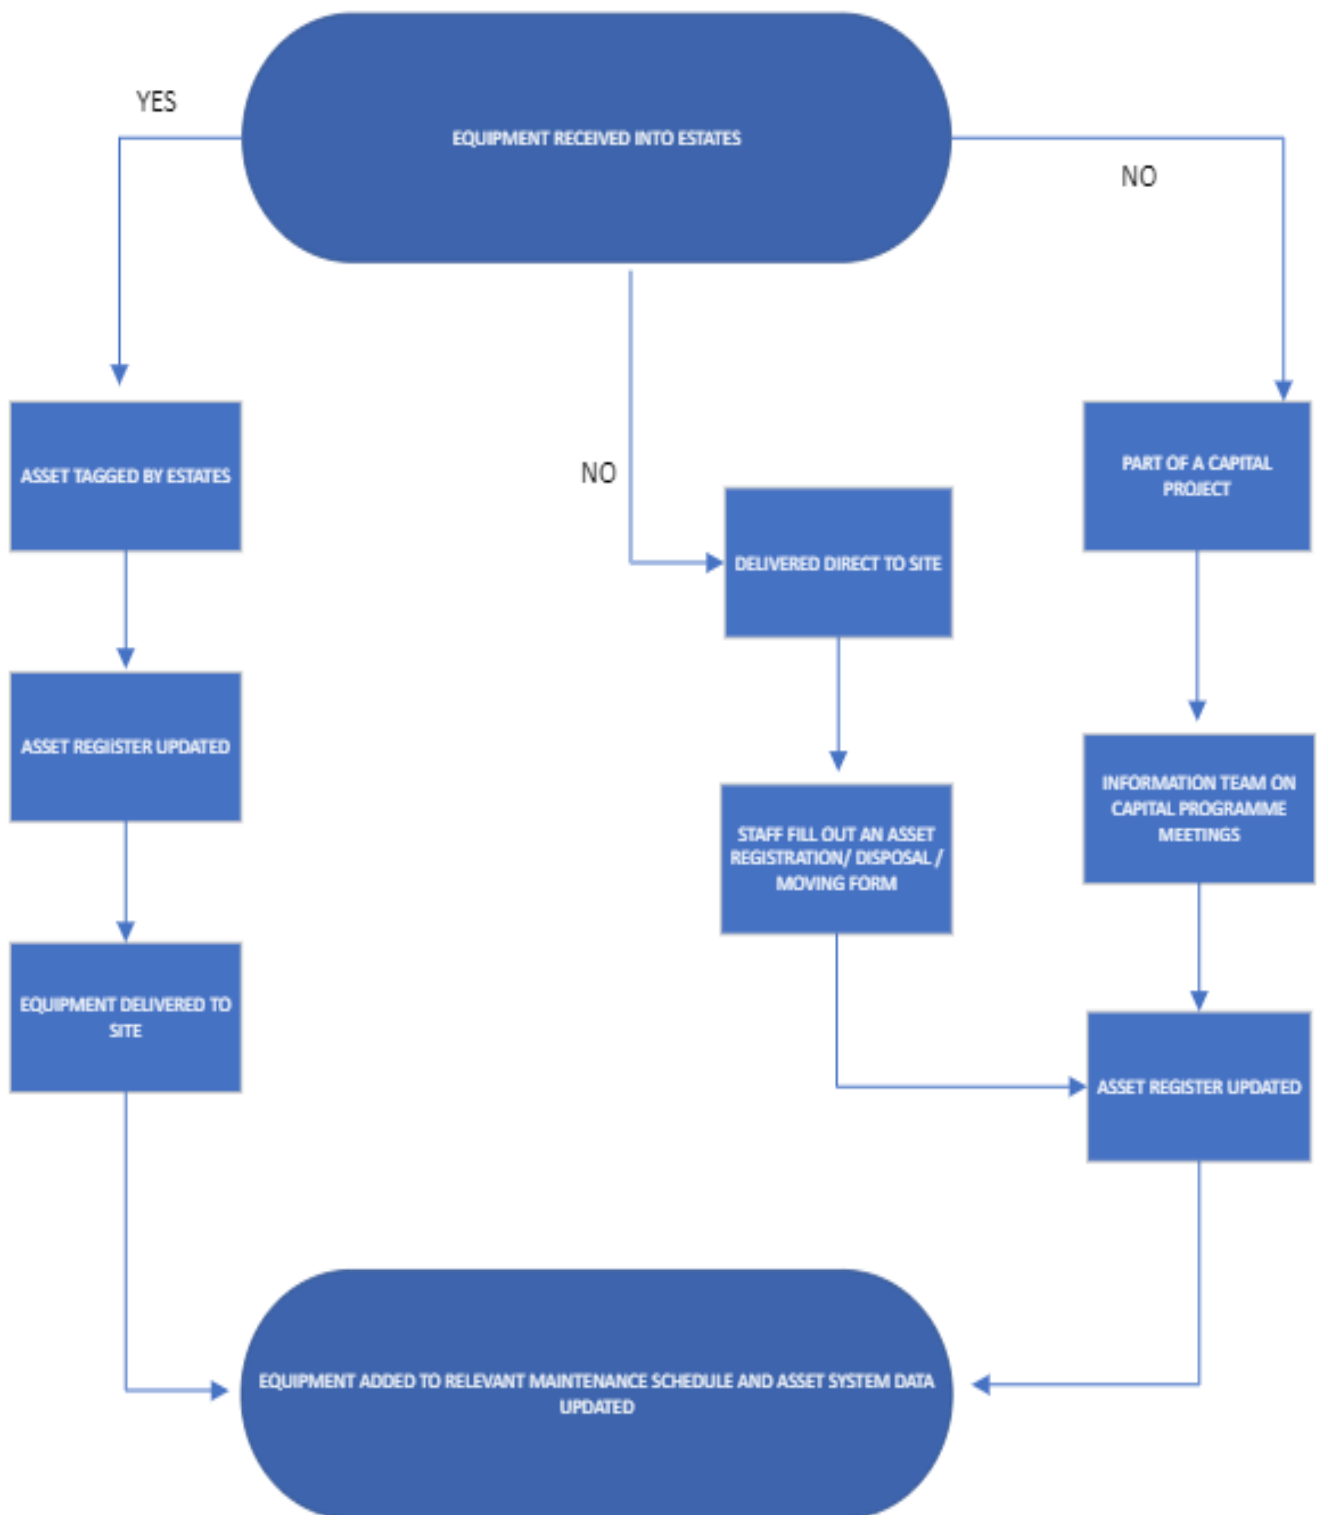 YES
EQUIPMENT RECEIVED INTO ESTATES
NO
ASSET TAGGED BY ESTATES
PART OF A CAPITAL
PROJECT
NO
DELIVERED DIRECT TO SITE
ASSET REGIISTER UPDATED
INFORMATION TEAM ON
CAPITAL PROGRAMME
MEETINGS
STAFF FILL OUT AN ASSET
REGISTRATION/ DISPOSAL /
MOVING FORM
EQUIPMENT DELIVERED TO
SITE
ASSET REGISTER UPDATED
EQUIPMENT ADDED TO RELEVANT MAINTENANCE SCHEDULE AND ASSET SYSTEM DATA
UPDATED